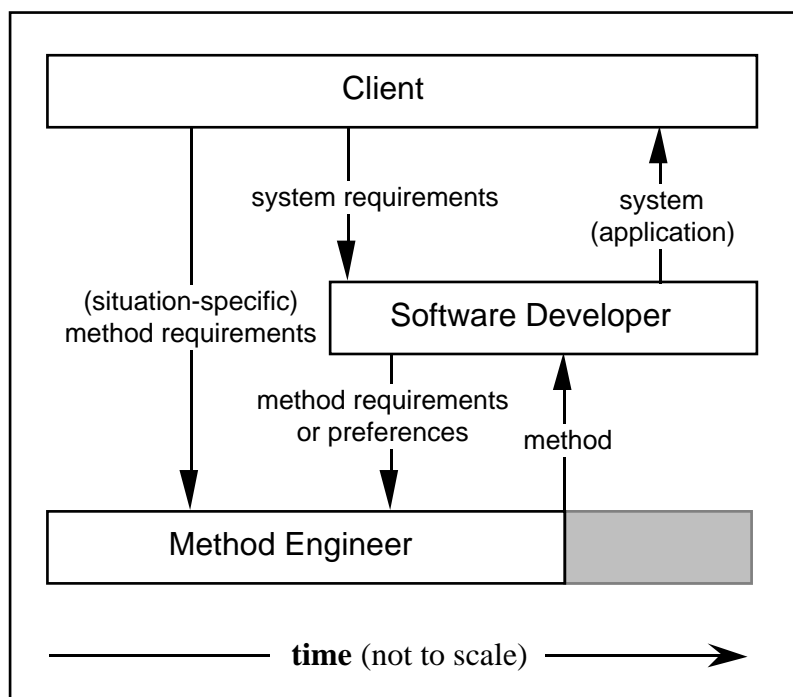 Client
system requirements
system
(application)
(situation-specific)
method requirements
Software Developer
method requirements
or preferences
method
Method Engineer
time (not to scale)